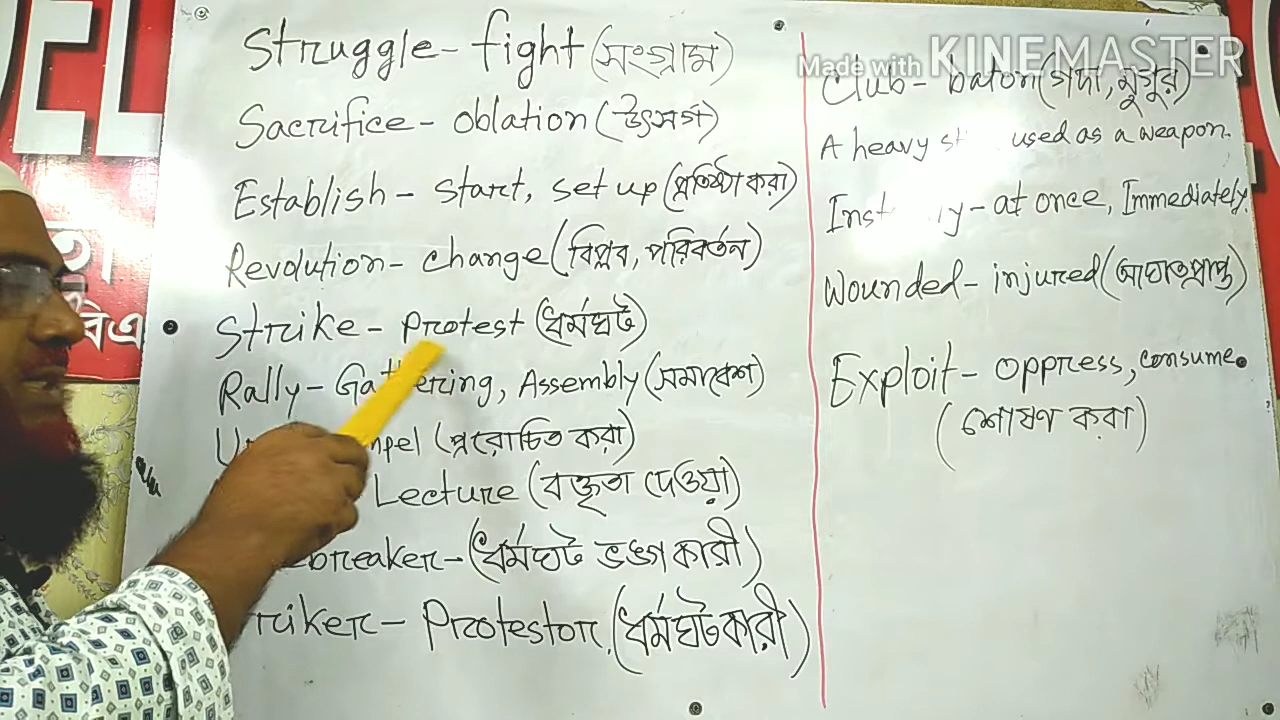 Struggle - fight (সংগ্রাম)
Sacrifice - oblation (উৎসর্গ)
Establish - start, set up (প্রতিষ্ঠা করা)
Revolution - change (বিপ্লব, পরিবর্তন)
Strike - protest (ধর্মঘট)
Rally - Gathering, Assembly (সমাবেশ)
(প্ররোচিত করা)
Lecture (বক্তৃতা দেওয়া)
breaker - (ধর্মঘট ভঙ্গকারী)
riker - Protestor, (ধর্মঘটকারী)
Made with KINEMASTER
Club - baton (গদা, মুগুর)
A heavy st used as a weapon.
Inst ly - at once, Immediately.
Wounded - injured (আঘাতপ্রাপ্ত)
Exploit - oppress, consume.
(শোষণ করা)